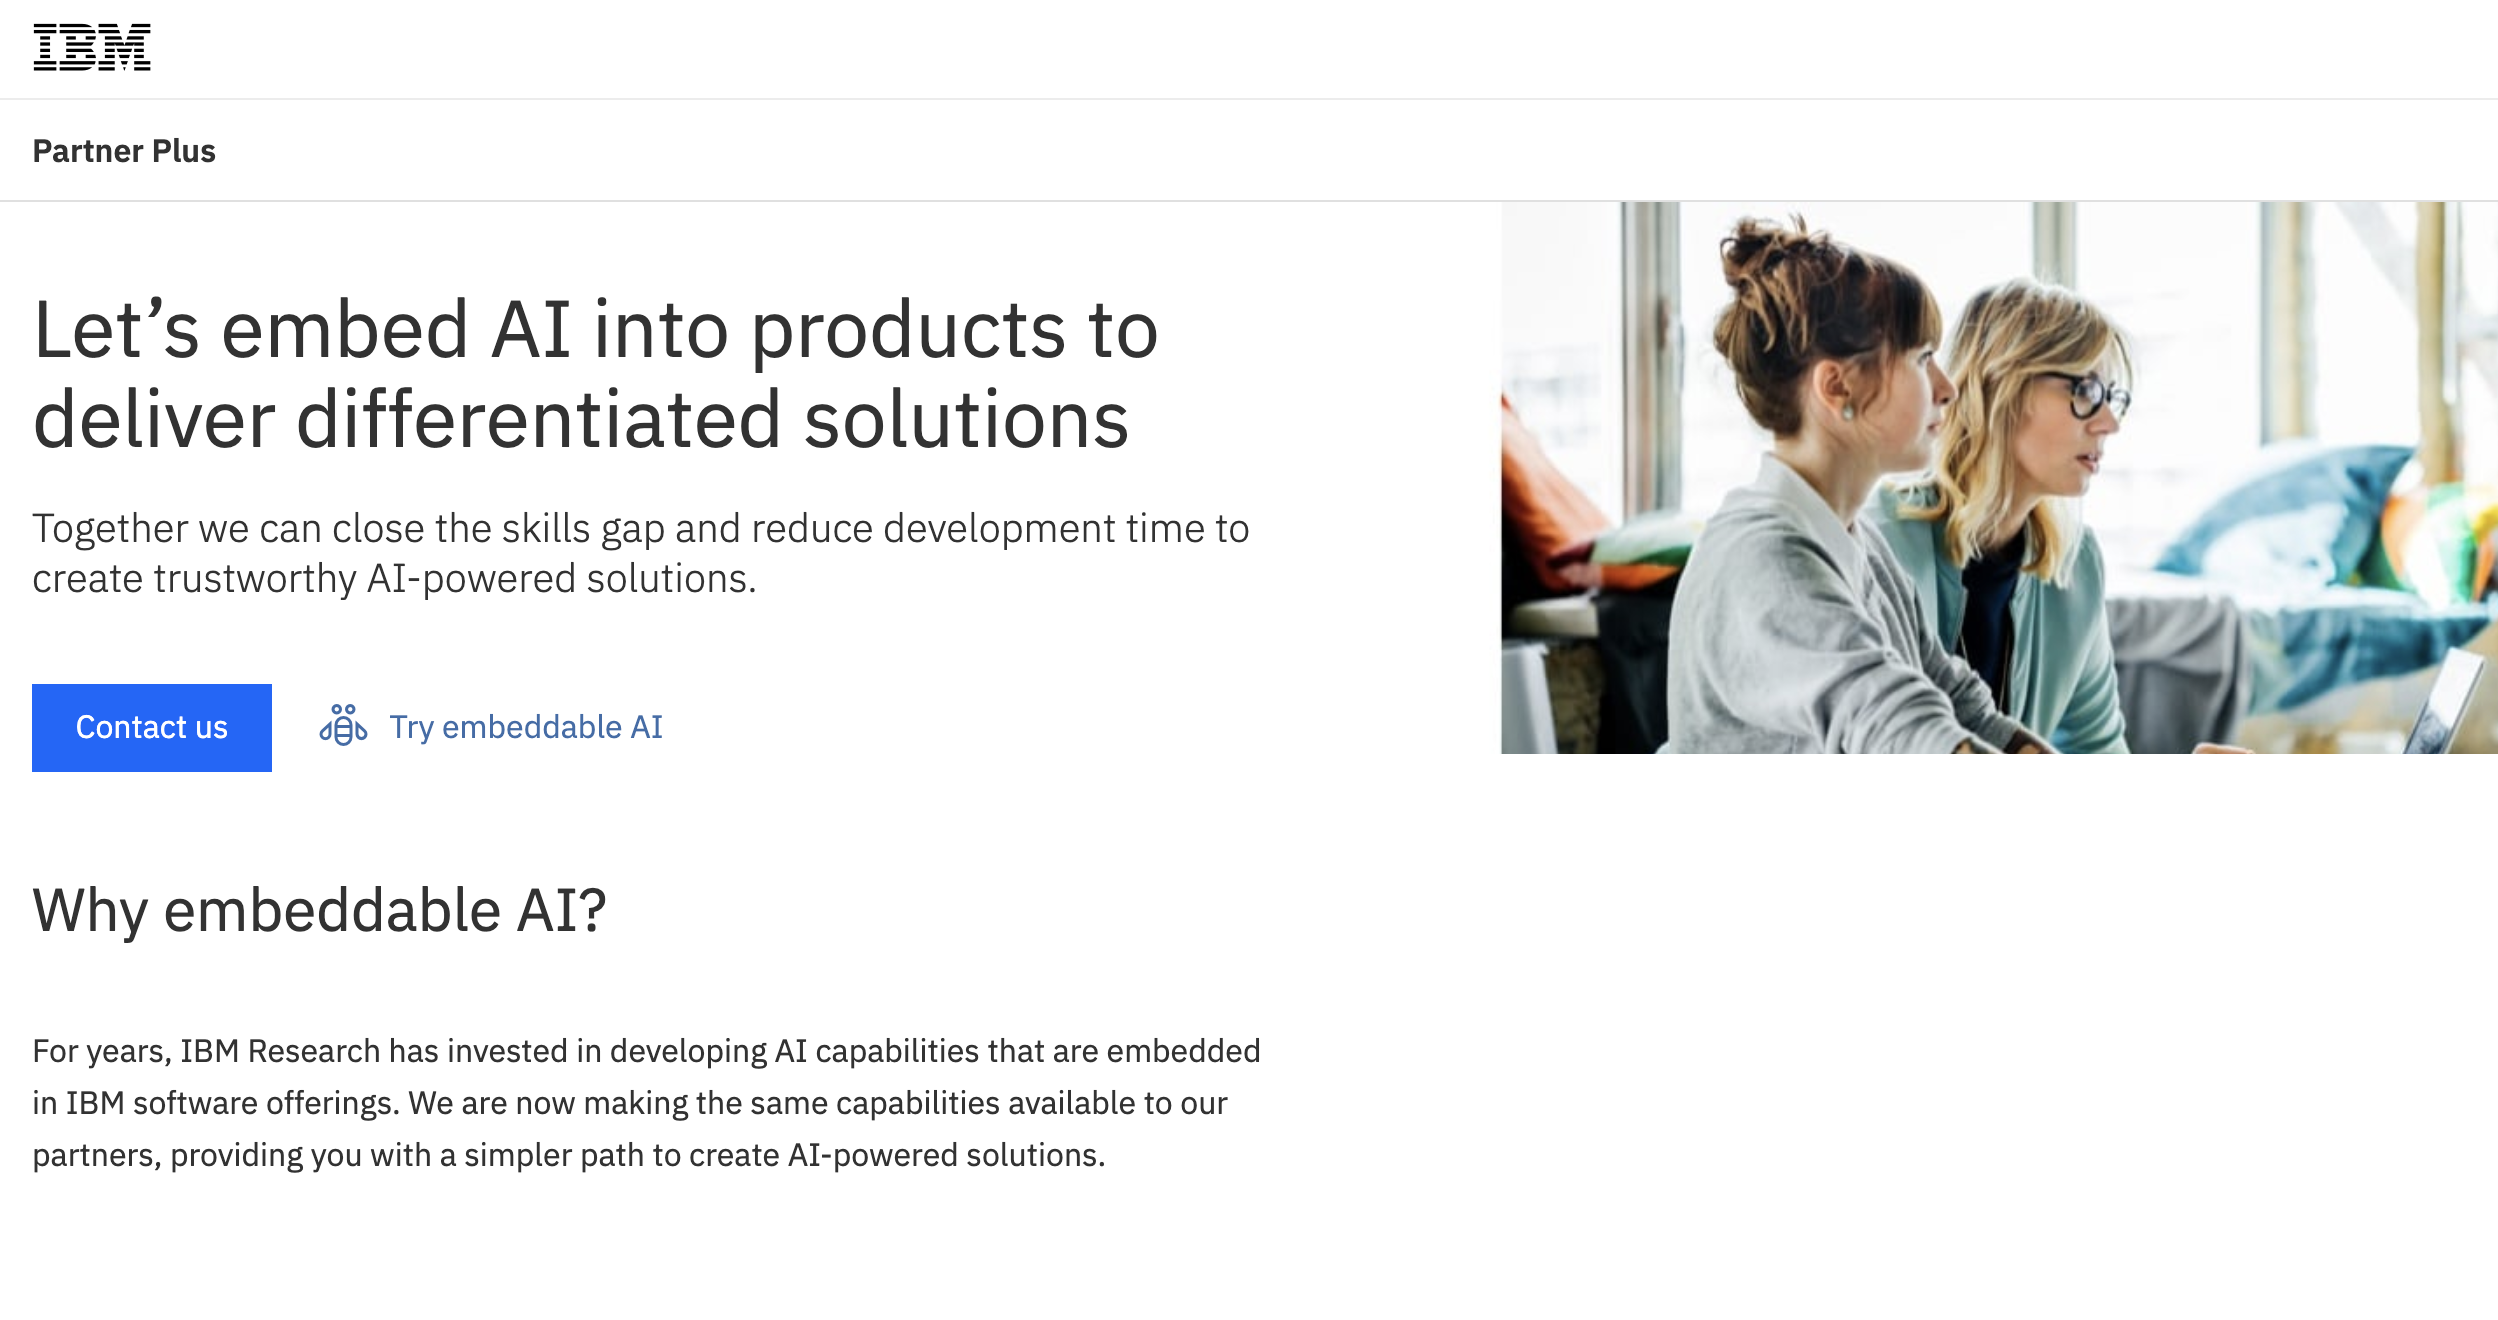 IBM
Partner Plus
Let’s embed AI into products to
deliver differentiated solutions
Together we can close the skills gap and reduce development time to
create trustworthy AI-powered solutions.
Contact us
Try embeddable AI
Why embeddable AI?
For years, IBM Research has invested in developing AI capabilities that are embedded
in IBM software offerings. We are now making the same capabilities available to our
partners, providing you with a simpler path to create AI-powered solutions.